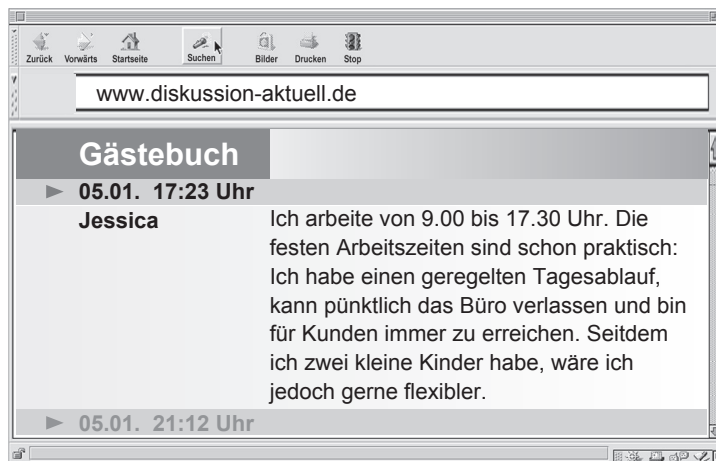 Zurück Vorwärts Startseite Suchen Bilder Drucken Stop
www.diskussion-aktuell.de
Gästebuch
05.01. 17:23 Uhr
Jessica
Ich arbeite von 9.00 bis 17.30 Uhr. Die
festen Arbeitszeiten sind schon praktisch:
Ich habe einen geregelten Tagesablauf,
kann pünktlich das Büro verlassen und bin
für Kunden immer zu erreichen. Seitdem
ich zwei kleine Kinder habe, wäre ich
jedoch gerne flexibler.
05.01. 21:12 Uhr